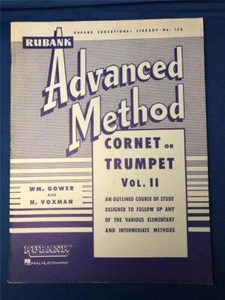 RUBANK EDUCATIONAL LIBRARY No. 126
RUBANK
Advanced
Method
CORNET OR
TRUMPET
VOL. II
WM. GOWER
AND
H. VOXMAN
AN OUTLINED COURSE OF STUDY
DESIGNED TO FOLLOW UP ANY
OF THE VARIOUS ELEMENTARY
AND INTERMEDIATE METHODS
RUBANK
HAL•LEONARD